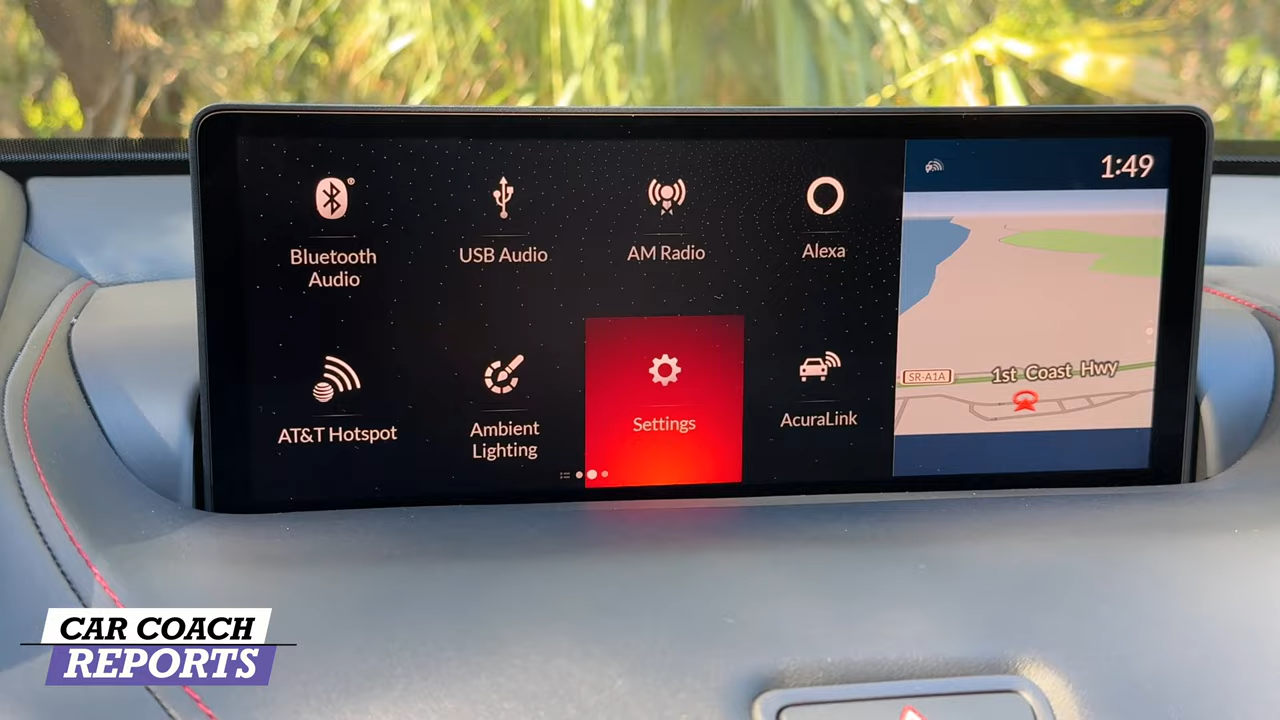 Bluetooth
Audio
USB Audio
AM Radio
Alexa
1:49
AT&T Hotspot
Ambient
Lighting
Settings
AcuraLink
SR-A1A
1st Coast Hwy
CAR COACH
REPORTS